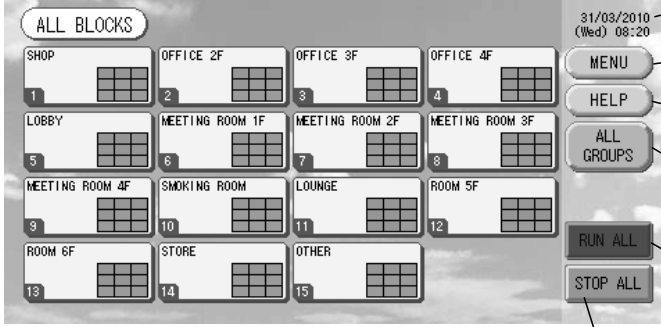 ALL BLOCKS
31/03/2010
(Wed) 08:20
SHOP
1
OFFICE 2F
2
OFFICE 3F
3
OFFICE 4F
4
MENU
HELP
LOBBY
5
MEETING ROOM 1F
6
MEETING ROOM 2F
7
MEETING ROOM 3F
8
ALL
GROUPS
MEETING ROOM 4F
9
SMOKING ROOM
10
LOUNGE
11
ROOM 5F
12
ROOM 6F
13
STORE
14
OTHER
15
RUN ALL
STOP ALL